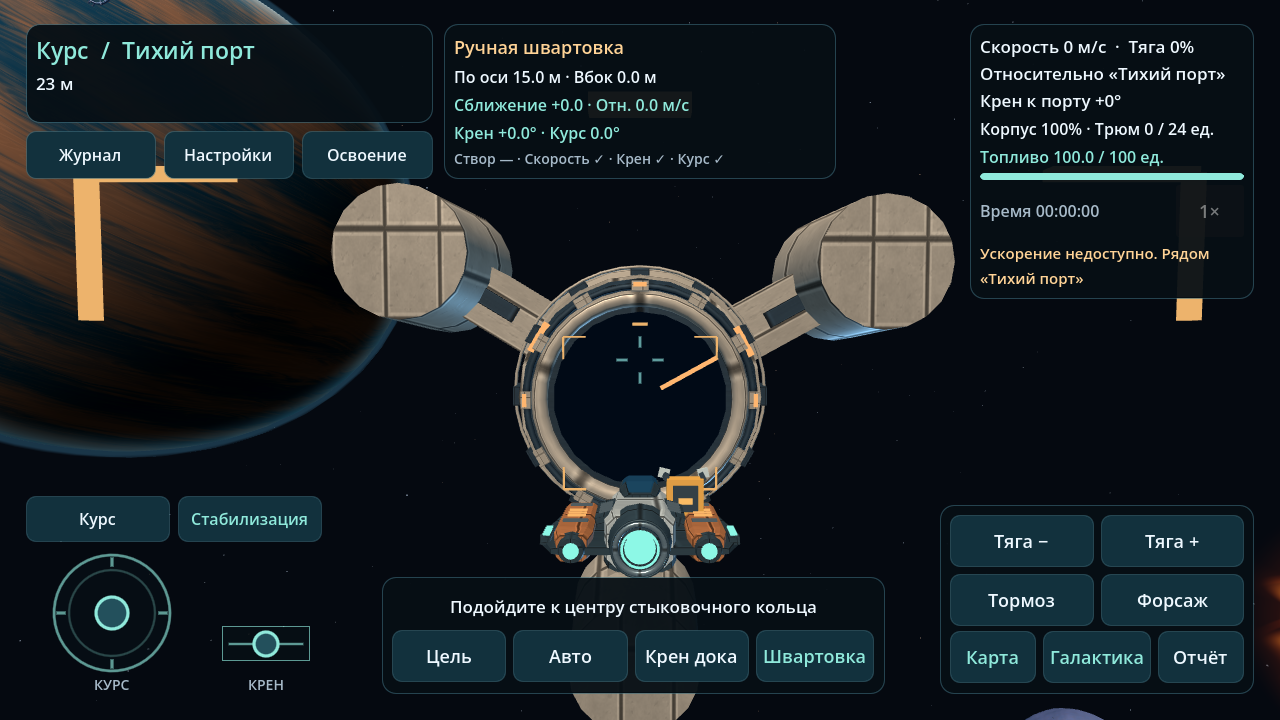 Курс / Тихий порт
23 м
Журнал
Настройки
Освоение
Ручная швартовка
По оси 15.0 м · Вбок 0.0 м
Сближение +0.0 · Отн. 0.0 м/с
Крен +0.0° · Курс 0.0°
Створ — · Скорость ✓ · Крен ✓ · Курс ✓
Скорость 0 м/с · Тяга 0%
Относительно «Тихий порт»
Крен к порту +0°
Корпус 100% · Трюм 0 / 24 ед.
Топливо 100.0 / 100 ед.
Время 00:00:00
1×
Ускорение недоступно. Рядом
«Тихий порт»
Курс
Стабилизация
КУРС
КРЕН
Подойдите к центру стыковочного кольца
Цель
Авто
Крен дока
Швартовка
Тяга −
Тяга +
Тормоз
Форсаж
Карта
Галактика
Отчёт